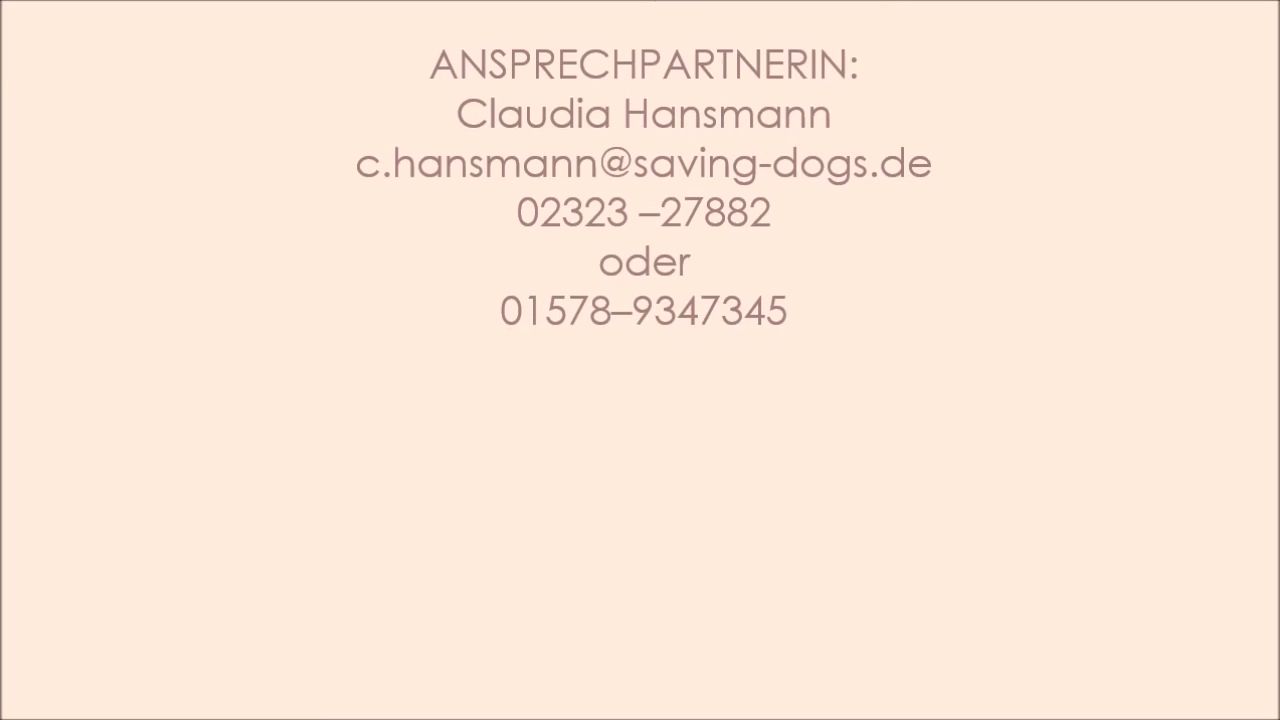 ANSPRECHPARTNERIN:
Claudia Hansmann
c.hansmann@saving-dogs.de
02323 –27882
oder
01578–9347345